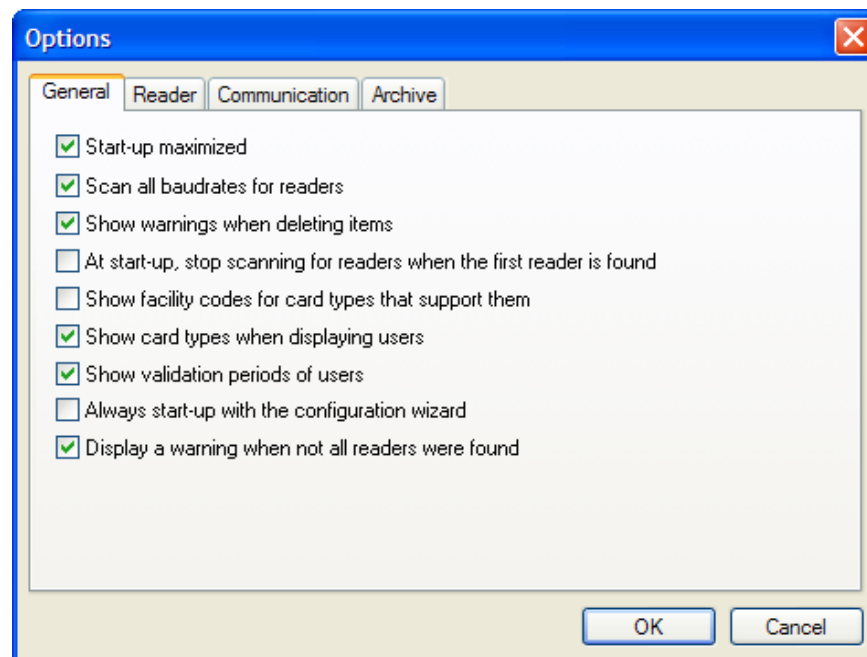 Options
General Reader Communication Archive
Start-up maximized
Scan all baudrates for readers
Show warnings when deleting items
At start-up, stop scanning for readers when the first reader is found
Show facility codes for card types that support them
Show card types when displaying users
Show validation periods of users
Always start-up with the configuration wizard
Display a warning when not all readers were found
OK Cancel